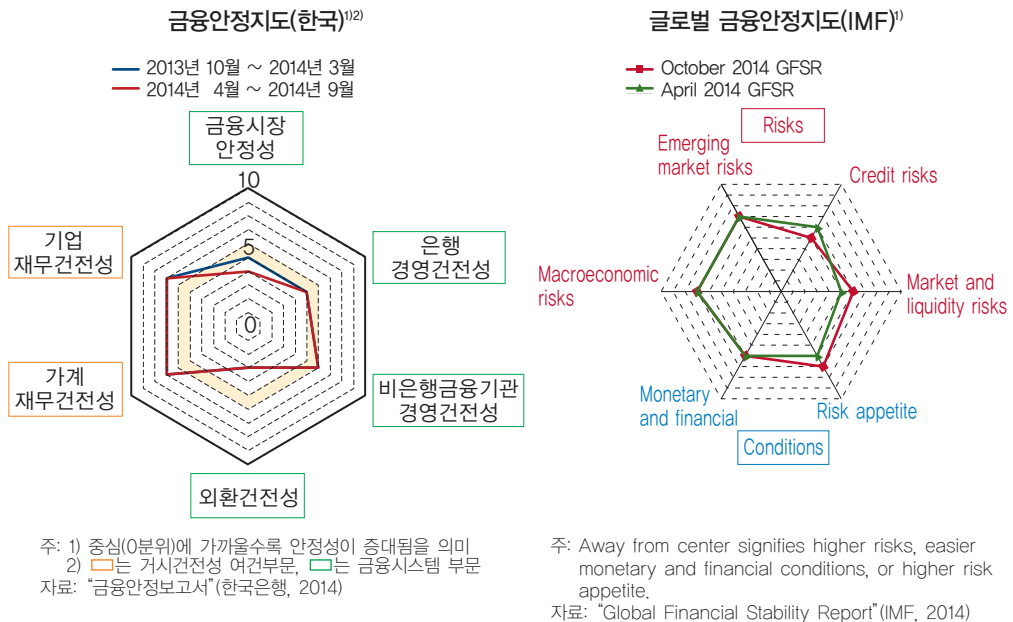 금융안정지도(한국)¹⁾²⁾
2013년 10월 ~ 2014년 3월
2014년 4월 ~ 2014년 9월
금융시장
안정성
10
5
0
기업
재무건전성
은행
경영건전성
가계
재무건전성
비은행금융기관
경영건전성
외환건전성
주: 1) 중심(0분위)에 가까울수록 안정성이 증대됨을 의미
2) □는 거시건전성 여건부문, □는 금융시스템 부문
자료: “금융안정보고서”(한국은행, 2014)
글로벌 금융안정지도(IMF)¹⁾
October 2014 GFSR
April 2014 GFSR
Risks
Emerging
market risks
Credit risks
Macroeconomic
risks
Market and
liquidity risks
Monetary
and financial
Risk appetite
Conditions
주: Away from center signifies higher risks, easier
monetary and financial conditions, or higher risk
appetite.
자료: “Global Financial Stability Report”(IMF, 2014)